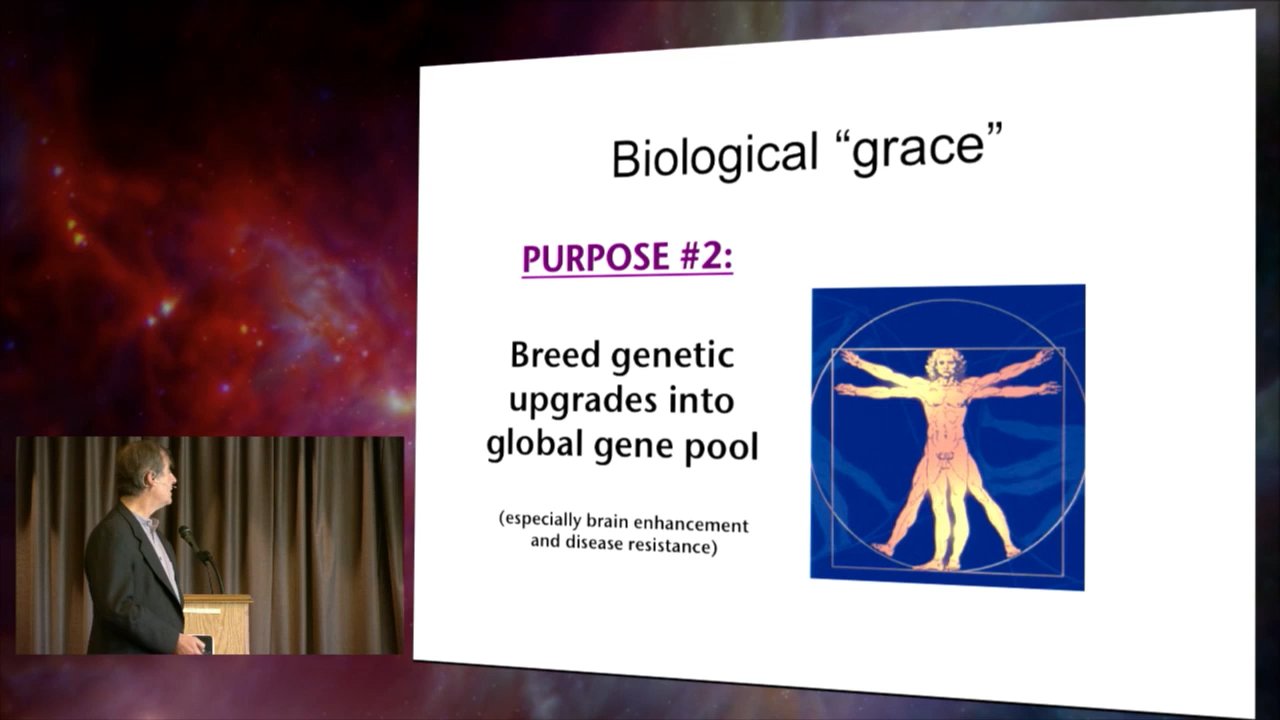 Biological “grace”
PURPOSE #2:
Breed genetic
upgrades into
global gene pool
(especially brain enhancement
and disease resistance)